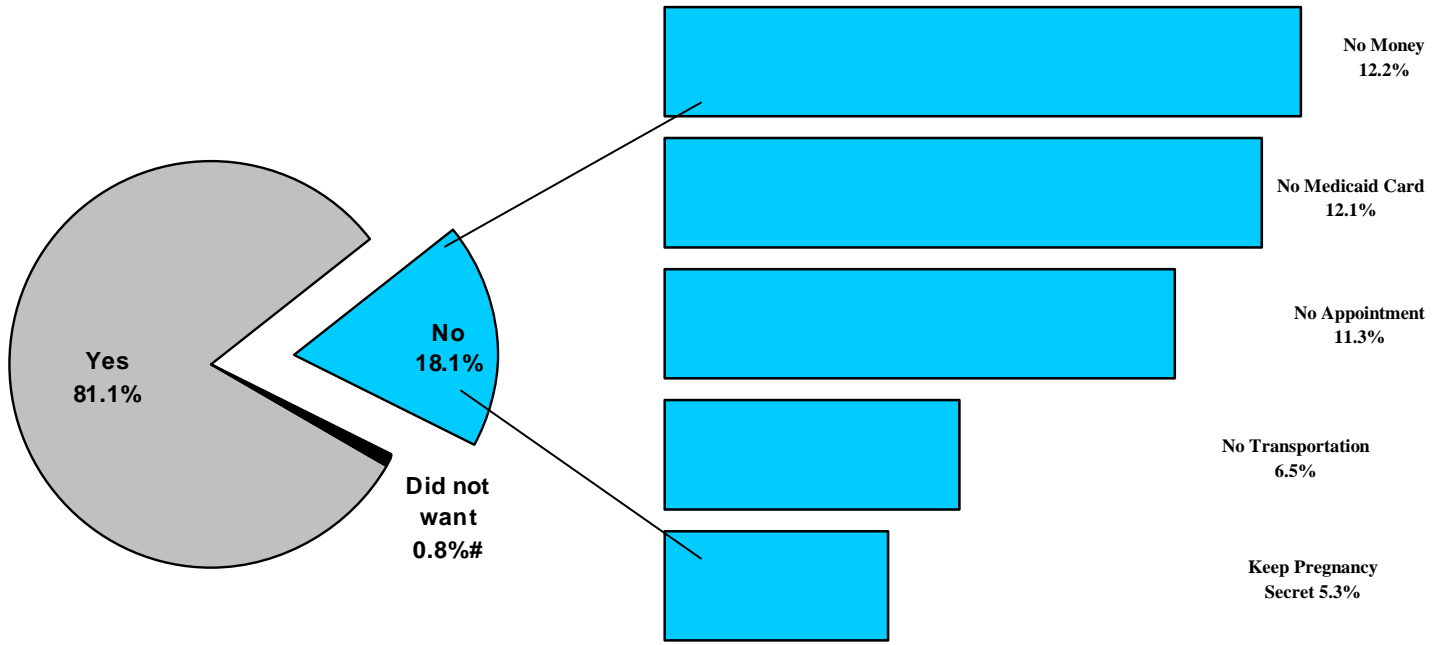 Yes
81.1%
No
18.1%
Did not
want
0.8%#
No Money
12.2%
No Medicaid Card
12.1%
No Appointment
11.3%
No Transportation
6.5%
Keep Pregnancy
Secret 5.3%